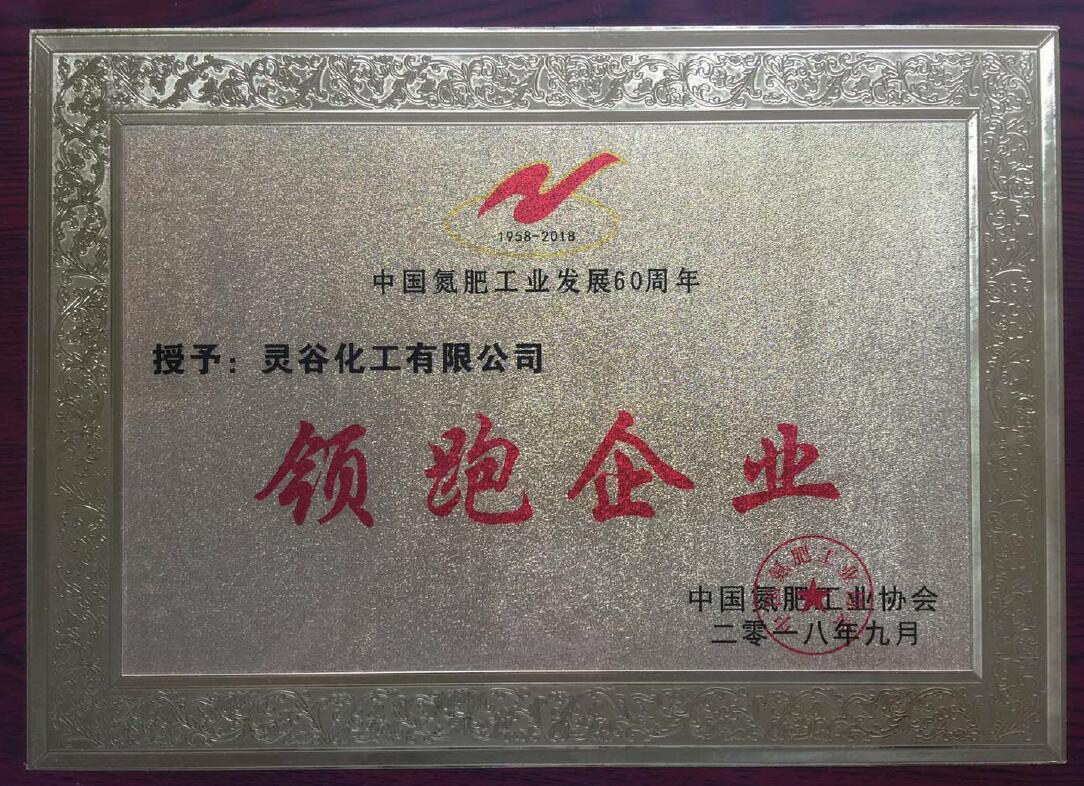 1958-2018
中国氮肥工业发展60周年
授予：灵谷化工有限公司
领跑企业
中国氮肥工业协会
二零一八年九月